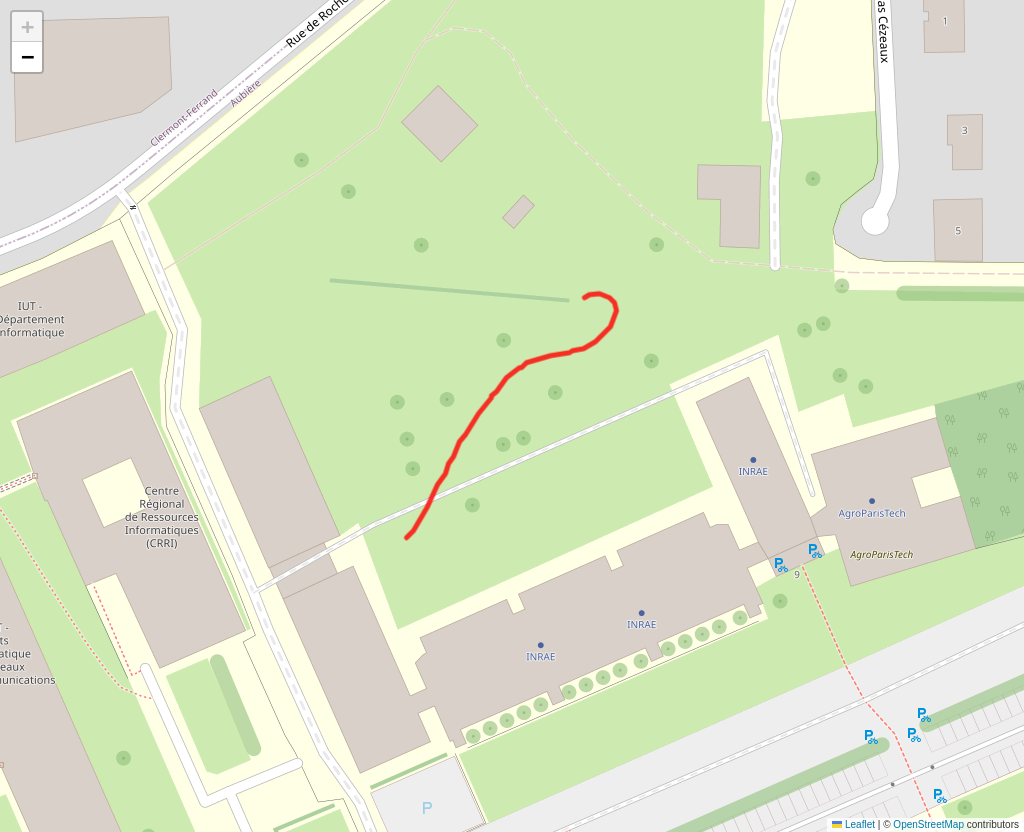 +
−
Rue de Roche
Clermont-Ferrand
Aubière
as Cézeaux
1
3
5
IUT -
Département
nformatique
Centre
Régional
de Ressources
Informatiques
(CRRI)
INRAE
AgroParisTech
AgroParisTech
9
INRAE
INRAE
T -
ts
atique
eaux
unications
P
P
P
P
P
P
P
Leaflet | © OpenStreetMap contributors